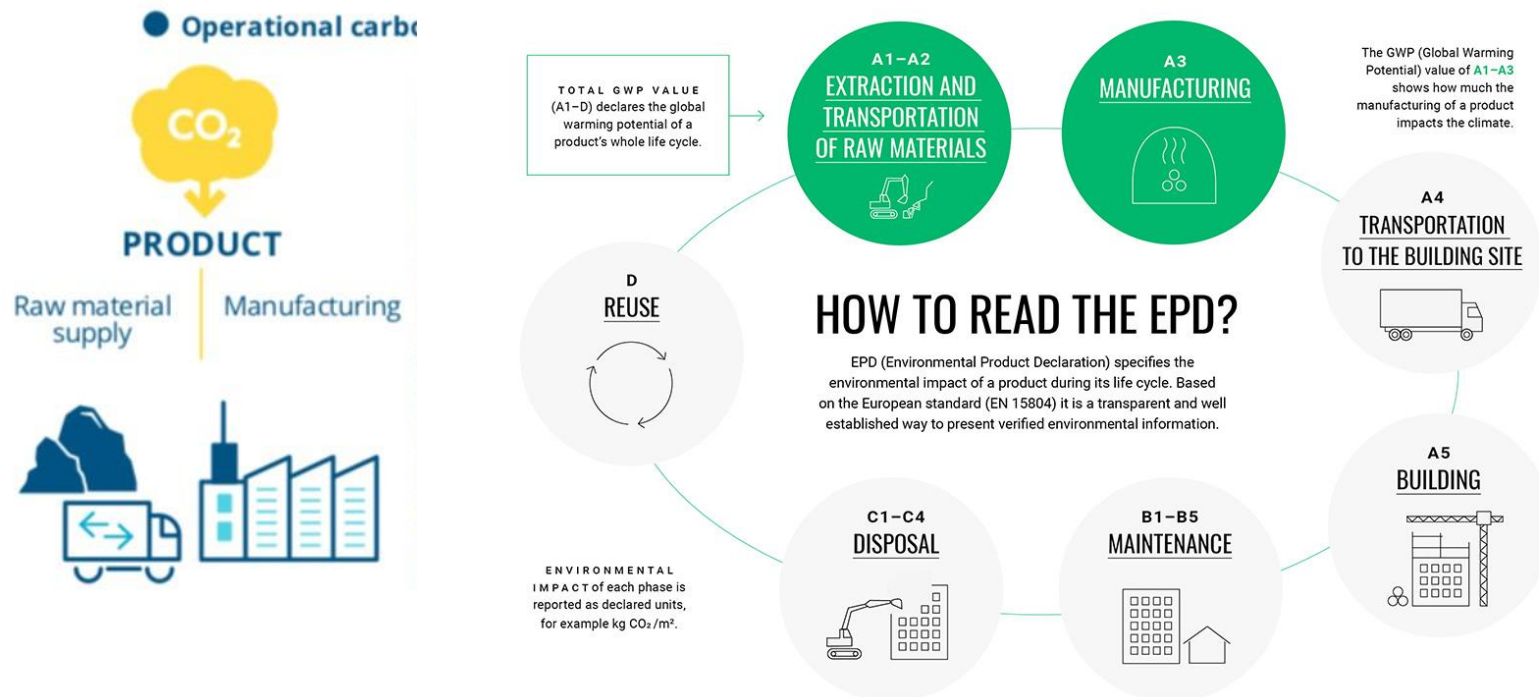 Operational carbo
CO₂
PRODUCT
Raw material
supply
Manufacturing
TOTAL GWP VALUE
(A1–D) declares the global
warming potential of a
product's whole life cycle.
A1–A2
EXTRACTION AND
TRANSPORTATION
OF RAW MATERIALS
A3
MANUFACTURING
The GWP (Global Warming
Potential) value of A1–A3
shows how much the
manufacturing of a product
impacts the climate.
A4
TRANSPORTATION
TO THE BUILDING SITE
D
REUSE
HOW TO READ THE EPD?
EPD (Environmental Product Declaration) specifies the
environmental impact of a product during its life cycle. Based
on the European standard (EN 15804) it is a transparent and well
established way to present verified environmental information.
A5
BUILDING
C1–C4
DISPOSAL
B1–B5
MAINTENANCE
ENVIRONMENTAL
IMPACT of each phase is
reported as declared units,
for example kg CO₂/m².